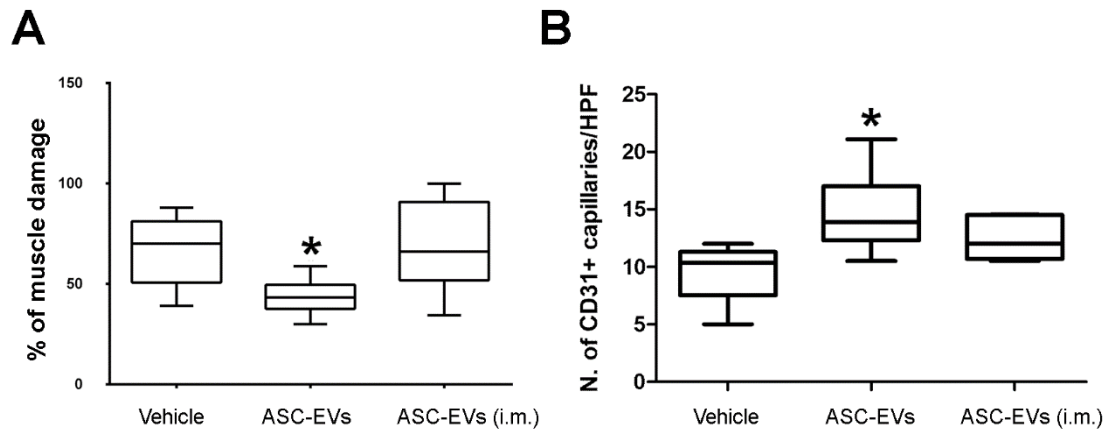 A
% of muscle damage
150
100
50
0
*
Vehicle
ASC-EVs
ASC-EVs (i.m.)
B
N. of CD31+ capillaries/HPF
25
20
15
10
5
0
*
Vehicle
ASC-EVs
ASC-EVs (i.m.)